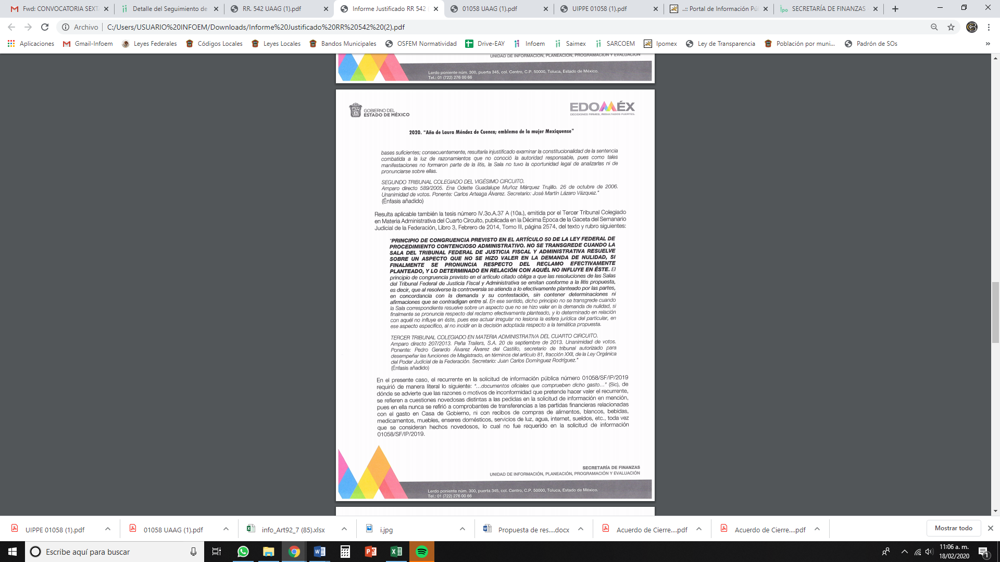 Fwd: CONVOCATORIA SEXT
Detalle del Seguimiento de
RR. 542 UAAG (1).pdf
Informe Justificado RR 542
01058 UAAG (1).pdf
UIPPE 01058 (1).pdf
..:: Portal de Información Pú
SECRETARÍA DE FINANZAS
Archivo
C:/Users/USUARIO%20INFOEM/Downloads/Informe%20Justificado%20RR%20542%20(2).pdf
Aplicaciones
Gmail-Infoem
Leyes Federales
Códigos Locales
Leyes Locales
Bandos Municipales
OSFEM Normatividad
Drive-EAY
Infoem
Saimex
SARCOEM
Ipomex
Ley de Transparencia
Población por muni...
Padrón de SOs
»
UNIDAD DE INFORMACIÓN, PLANEACIÓN, PROGRAMACIÓN Y EVALUACIÓN
Lerdo poniente núm. 300, puerta 345, col. Centro, C.P. 50000, Toluca, Estado de México.
Tel.: 01 (722) 276 00 66
GOBIERNO DEL
ESTADO DE MÉXICO
EDOMÉX
DECISIONES FIRMES, RESULTADOS FUERTES.
2020. “Año de Laura Méndez de Cuenca; emblema de la mujer Mexiquense”
bases suficientes; consecuentemente, resultaría injustificado examinar la constitucionalidad de la sentencia
combatida a la luz de razonamientos que no conoció la autoridad responsable, pues como tales
manifestaciones no formaron parte de la litis, la Sala no tuvo la oportunidad legal de analizarlas ni de
pronunciarse sobre ellas.
SEGUNDO TRIBUNAL COLEGIADO DEL VIGÉSIMO CIRCUITO.
Amparo directo 589/2005. Ena Odette Guadalupe Muñoz Márquez Trujillo. 26 de octubre de 2006.
Unanimidad de votos. Ponente: Carlos Arteaga Álvarez. Secretario: José Martín Lázaro Vázquez."
(Énfasis añadido)
Resulta aplicable también la tesis número IV.3o.A.37 A (10a.), emitida por el Tercer Tribunal Colegiado
en Materia Administrativa del Cuarto Circuito, publicada en la Décima Época de la Gaceta del Semanario
Judicial de la Federación, Libro 3, Febrero de 2014, Tomo III, página 2574, del texto y rubro siguientes:
"PRINCIPIO DE CONGRUENCIA PREVISTO EN EL ARTÍCULO 50 DE LA LEY FEDERAL DE
PROCEDIMIENTO CONTENCIOSO ADMINISTRATIVO. NO SE TRANSGREDE CUANDO LA
SALA DEL TRIBUNAL FEDERAL DE JUSTICIA FISCAL Y ADMINISTRATIVA RESUELVE
SOBRE UN ASPECTO QUE NO SE HIZO VALER EN LA DEMANDA DE NULIDAD, SI
FINALMENTE SE PRONUNCIA RESPECTO DEL RECLAMO EFECTIVAMENTE
PLANTEADO, Y LO DETERMINADO EN RELACIÓN CON AQUÉL NO INFLUYE EN ÉSTE. El
principio de congruencia previsto en el artículo citado obliga a que las resoluciones de las Salas
del Tribunal Federal de Justicia Fiscal y Administrativa se emitan conforme a la litis propuesta,
es decir, que al resolverse la controversia se atienda a lo efectivamente planteado por las partes,
en concordancia con la demanda y su contestación, sin contener determinaciones ni
afirmaciones que se contradigan entre sí. En ese sentido, dicho principio no se transgrede cuando
la Sala correspondiente resuelve sobre un aspecto que no se hizo valer en la demanda de nulidad, si
finalmente se pronuncia respecto del reclamo efectivamente planteado, y lo determinado en relación
con aquél no influye en éste, pues ese actuar irregular no lesiona la esfera jurídica del particular, en
ese aspecto específico, al no incidir en la decisión adoptada respecto a la temática propuesta.
TERCER TRIBUNAL COLEGIADO EN MATERIA ADMINISTRATIVA DEL CUARTO CIRCUITO.
Amparo directo 207/2013. Peña Trailers, S.A. 20 de septiembre de 2013. Unanimidad de votos.
Ponente: Pedro Gerardo Álvarez Álvarez del Castillo, secretario de tribunal autorizado para
desempeñar las funciones de Magistrado, en términos del artículo 81, fracción XXII, de la Ley Orgánica
del Poder Judicial de la Federación. Secretario: Juan Carlos Domínguez Rodríguez."
(Énfasis añadido)
En el presente caso, el recurrente en la solicitud de información pública número 01058/SF/IP/2019
requirió de manera literal lo siguiente: "…documentos oficiales que comprueben dicho gasto…" (Sic), de
dónde se advierte que las razones o motivos de inconformidad que pretende hacer valer el recurrente,
se refieren a cuestiones novedosas distintas a las pedidas en la solicitud de información en mención,
pues en ella nunca se refirió a comprobantes de transferencias a las partidas financieras relacionadas
con el gasto en Casa de Gobierno, ni con recibos de compras de alimentos, blancos, bebidas,
medicamentos, muebles, enseres domésticos, servicios de luz, agua, internet, sueldos, etc., toda vez
que se consideran hechos novedosos, lo cual no fue requerido en la solicitud de información
01058/SF/IP/2019.
SECRETARÍA DE FINANZAS
UNIDAD DE INFORMACIÓN, PLANEACIÓN, PROGRAMACIÓN Y EVALUACIÓN
Lerdo poniente núm. 300, puerta 345, col. Centro, C.P. 50000, Toluca, Estado de México.
Tel.: 01 (722) 276 00 66
UIPPE 01058 (1).pdf
01058 UAAG (1).pdf
info_Art92_7 (85).xlsx
i.jpg
Propuesta de res....docx
Acuerdo de Cierre....pdf
Acuerdo de Cierre....pdf
Mostrar todo
Escribe aquí para buscar
11:06 a. m.
18/02/2020
1